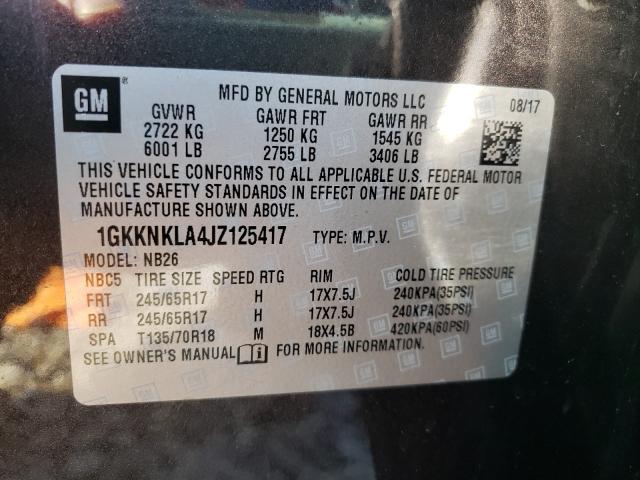 GM ®
MFD BY GENERAL MOTORS LLC 08/17
GVWR GAWR FRT GAWR RR
2722 KG 1250 KG 1545 KG
6001 LB 2755 LB 3406 LB
THIS VEHICLE CONFORMS TO ALL APPLICABLE U.S. FEDERAL MOTOR
VEHICLE SAFETY STANDARDS IN EFFECT ON THE DATE OF
MANUFACTURE SHOWN ABOVE.
1GKKNKLA4JZ125417 TYPE: M.P.V.
MODEL: NB26
NBC5 TIRE SIZE SPEED RTG RIM COLD TIRE PRESSURE
FRT 245/65R17 H 17X7.5J 240KPA(35PSI)
RR 245/65R17 H 17X7.5J 240KPA(35PSI)
SPA T135/70R18 M 18X4.5B 420KPA(60PSI)
SEE OWNER'S MANUAL FOR MORE INFORMATION.